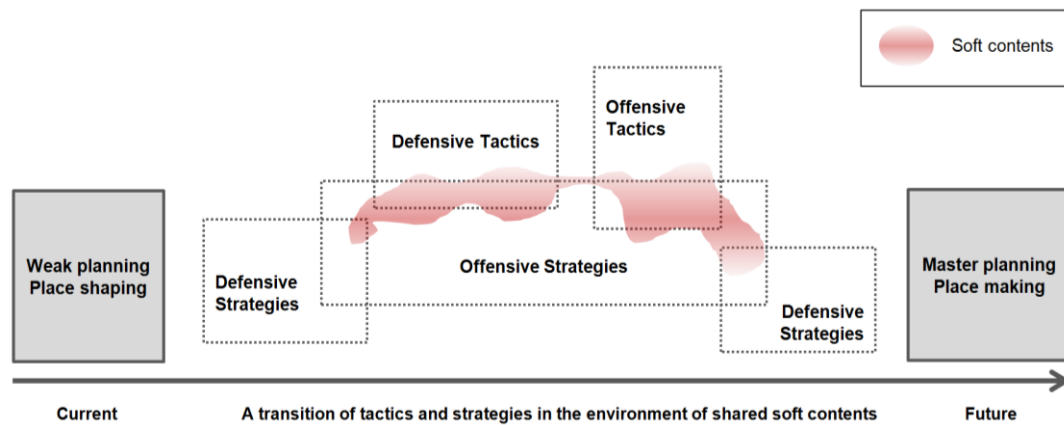 Soft contents
Offensive
Tactics
Defensive Tactics
Weak planning
Place shaping
Defensive
Strategies
Offensive Strategies
Defensive
Strategies
Master planning
Place making
Current
A transition of tactics and strategies in the environment of shared soft contents
Future